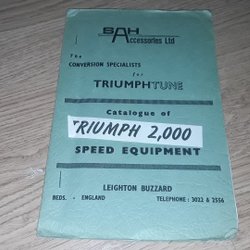 SAH
Accessories Ltd
The
CONVERSION SPECIALISTS
for
TRIUMPHTUNE
Catalogue of
TRIUMPH 2,000
SPEED EQUIPMENT
LEIGHTON BUZZARD
BEDS. - ENGLAND TELEPHONE: 3022 & 2556